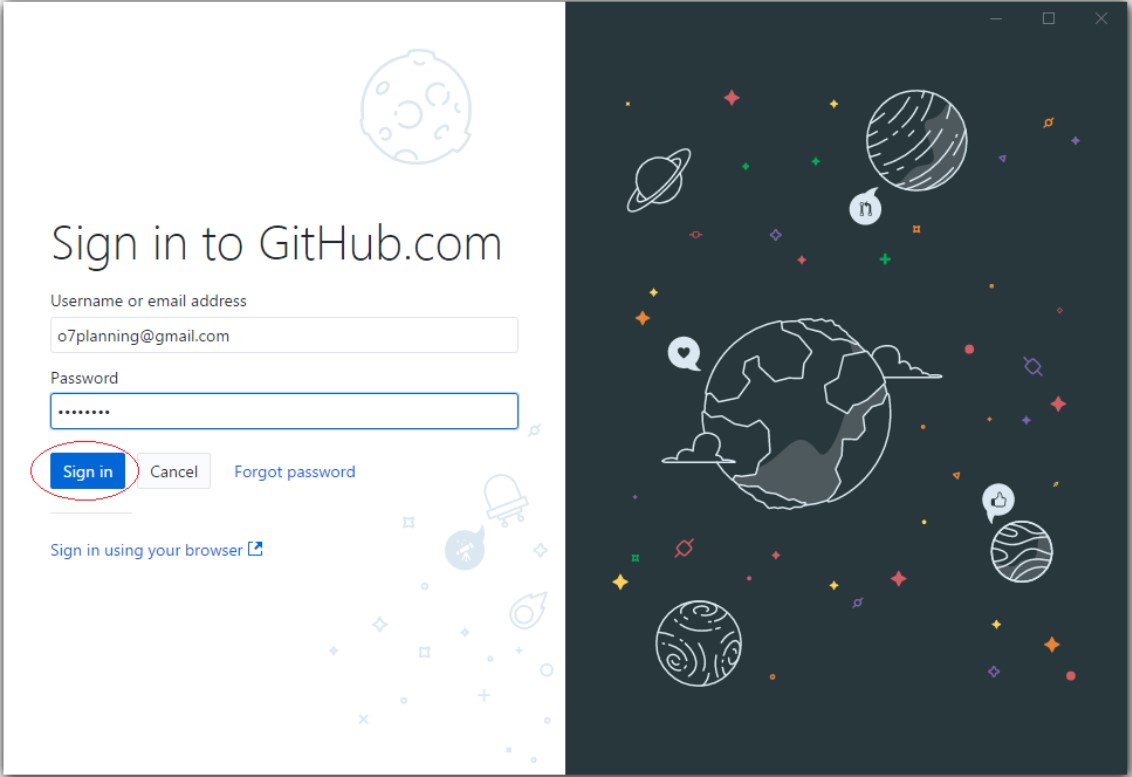 Sign in to GitHub.com
Username or email address
o7planning@gmail.com
Password
••••••••
Sign in Cancel Forgot password
Sign in using your browser